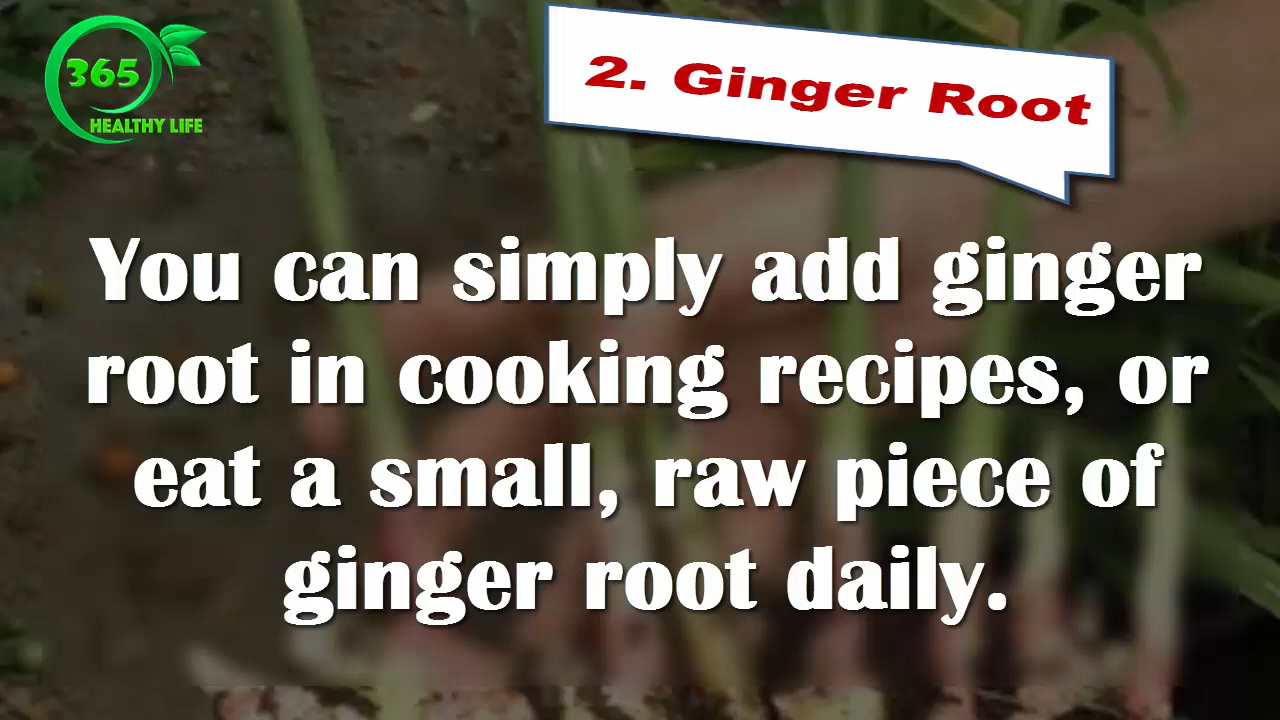 365
HEALTHY LIFE
2. Ginger Root
You can simply add ginger
root in cooking recipes, or
eat a small, raw piece of
ginger root daily.